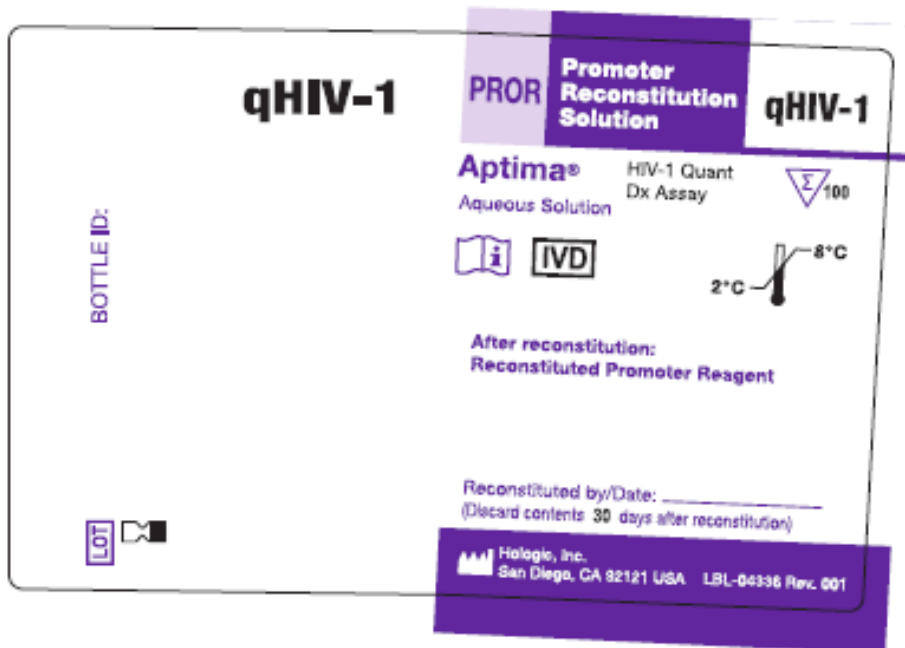 qHIV-1
BOTTLE ID:
LOT
PROR
Promoter
Reconstitution
Solution
qHIV-1
Aptima®
Aqueous Solution
HIV-1 Quant
Dx Assay
Σ 100
i
IVD
8°C
2°C
After reconstitution:
Reconstituted Promoter Reagent
Reconstituted by/Date: ____________
(Discard contents 30 days after reconstitution)
Hologic, Inc.
San Diego, CA 92121 USA LBL-04336 Rev. 001